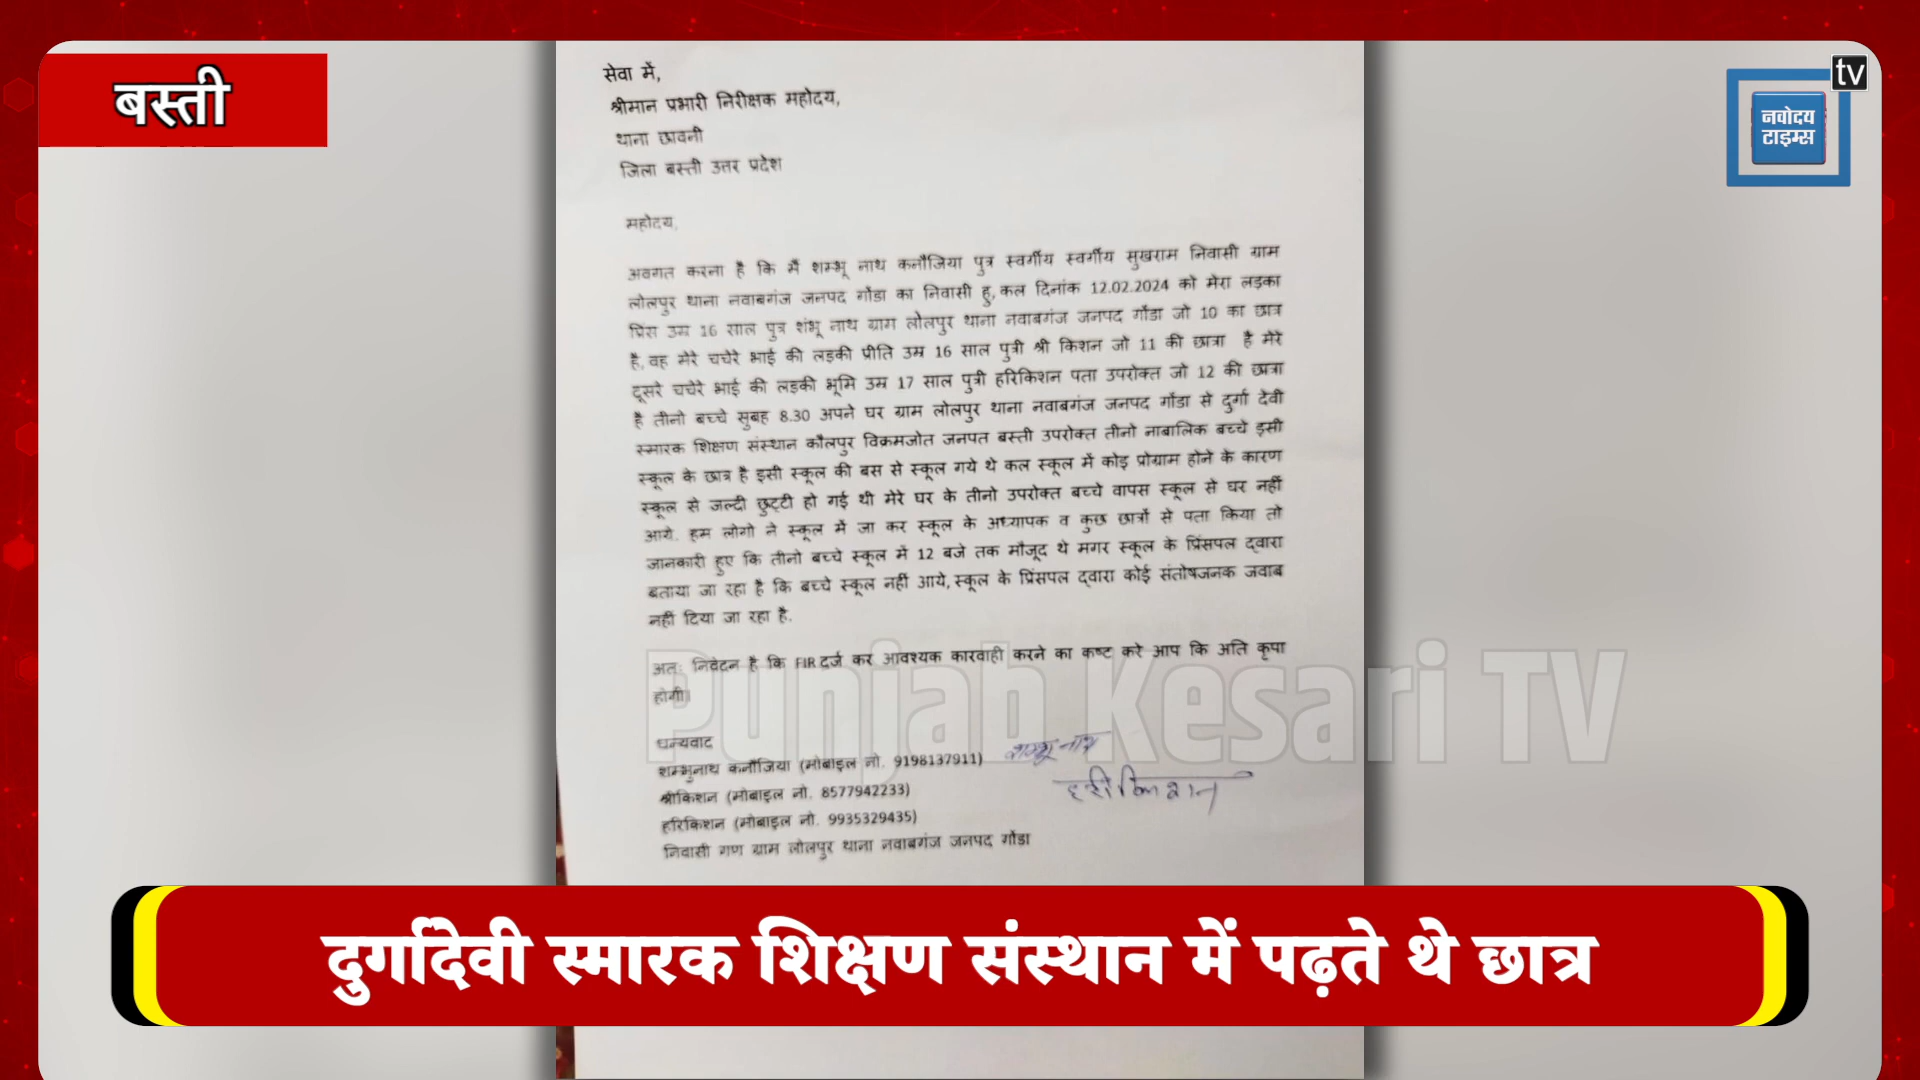 बस्ती
tv
नवोदय
टाइम्स
सेवा में,
श्रीमान प्रभारी निरीक्षक महोदय,
थाना छावनी
जिला बस्ती उत्तर प्रदेश
महोदय,
अवगत करना है कि मैं शम्भू नाथ कनौजिया पुत्र स्वर्गीय स्वर्गीय सुखराम निवासी ग्राम
लोलपुर थाना नवाबगंज जनपद गोंडा का निवासी हु, कल दिनांक 12.02.2024 को मेरा लड़का
प्रिंस उम्र 16 साल पुत्र शंभू नाथ ग्राम लोलपुर थाना नवाबगंज जनपद गोंडा जो 10 का छात्र
है, वह मेरे चचेरे भाई की लड़की प्रीति उम्र 16 साल पुत्री श्री किशन जो 11 की छात्रा है मेरे
दूसरे चचेरे भाई की लड़की भूमि उम्र 17 साल पुत्री हरिकिशन पता उपरोक्त जो 12 की छात्रा
है तीनो बच्चे सुबह 8.30 अपने घर ग्राम लोलपुर थाना नवाबगंज जनपद गोंडा से दुर्गा देवी
स्मारक शिक्षण संस्थान कौलपुर विक्रमजोत जनपत बस्ती उपरोक्त तीनो नाबालिक बच्चे इसी
स्कूल के छात्र है इसी स्कूल की बस से स्कूल गये थे कल स्कूल में कोइ प्रोग्राम होने के कारण
स्कूल से जल्दी छुट्टी हो गई थी मेरे घर के तीनो उपरोक्त बच्चे वापस स्कूल से घर नहीं
आये. हम लोगो ने स्कूल में जा कर स्कूल के अध्यापक व कुछ छात्रों से पता किया तो
जानकारी हुए कि तीनो बच्चे स्कूल में 12 बजे तक मौजूद थे मगर स्कूल के प्रिंसपल द्वारा
बताया जा रहा है कि बच्चे स्कूल नहीं आये, स्कूल के प्रिंसपल द्वारा कोई संतोषजनक जवाब
नहीं दिया जा रहा है.
अतः निवेदन है कि FIR दर्ज कर आवश्यक कारवाही करने का कष्ट करे आप कि अति कृपा
होगी।
Punjab Kesari TV
धन्यवाद
शम्भुनाथ कनौजिया (मोबाइल नो. 9198137911) शम्भू नाथ
श्रीकिशन (मोबाइल नो. 8577942233) हरीकिशन
हरिकिशन (मोबाइल नो. 9935329435)
निवासी गण ग्राम लोलपुर थाना नवाबगंज जनपद गोंडा
दुर्गादेवी स्मारक शिक्षण संस्थान में पढ़ते थे छात्र